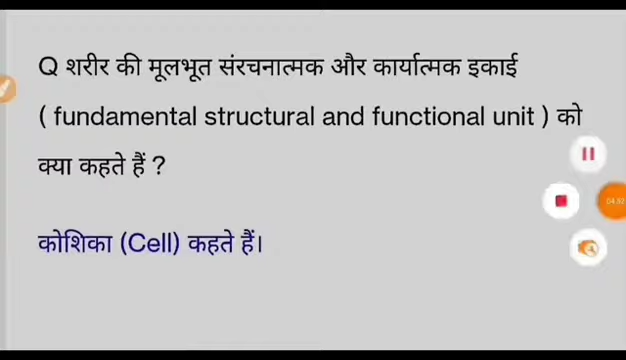 Q शरीर की मूलभूत संरचनात्मक और कार्यात्मक इकाई
( fundamental structural and functional unit ) को
क्या कहते हैं ?
कोशिका (Cell) कहते हैं।